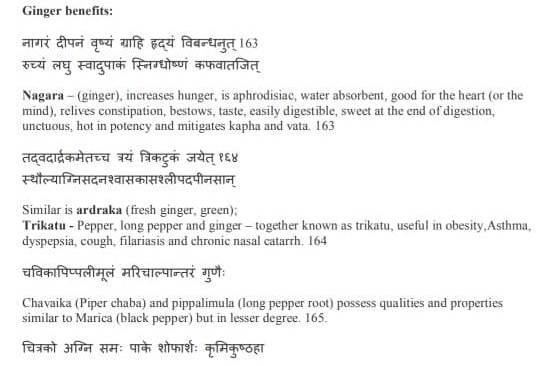 Ginger benefits:
नागरं दीपनं वृष्यं ग्राहि हृदयं विबन्धनुत् 163
रुच्यं लघु स्वादुपाकं स्निग्धोष्णं कफवातजित्
Nagara – (ginger), increases hunger, is aphrodisiac, water absorbent, good for the heart (or the
mind), relives constipation, bestows, taste, easily digestible, sweet at the end of digestion,
unctuous, hot in potency and mitigates kapha and vata. 163
तद्वदार्द्रकमेतच्च त्रयं त्रिकटुकं जयेत् १६४
स्थौल्याग्निसदनश्वासकासश्लीपदपीनसान्
Similar is ardraka (fresh ginger, green);
Trikatu - Pepper, long pepper and ginger – together known as trikatu, useful in obesity,Asthma,
dyspepsia, cough, filariasis and chronic nasal catarrh. 164
चविकापिप्पलीमूलं मरिचाल्पान्तरं गुणैः
Chavaika (Piper chaba) and pippalimula (long pepper root) possess qualities and properties
similar to Marica (black pepper) but in lesser degree. 165.
चित्रको अग्नि समः पाके शोफार्शः कृमिकुष्ठहा